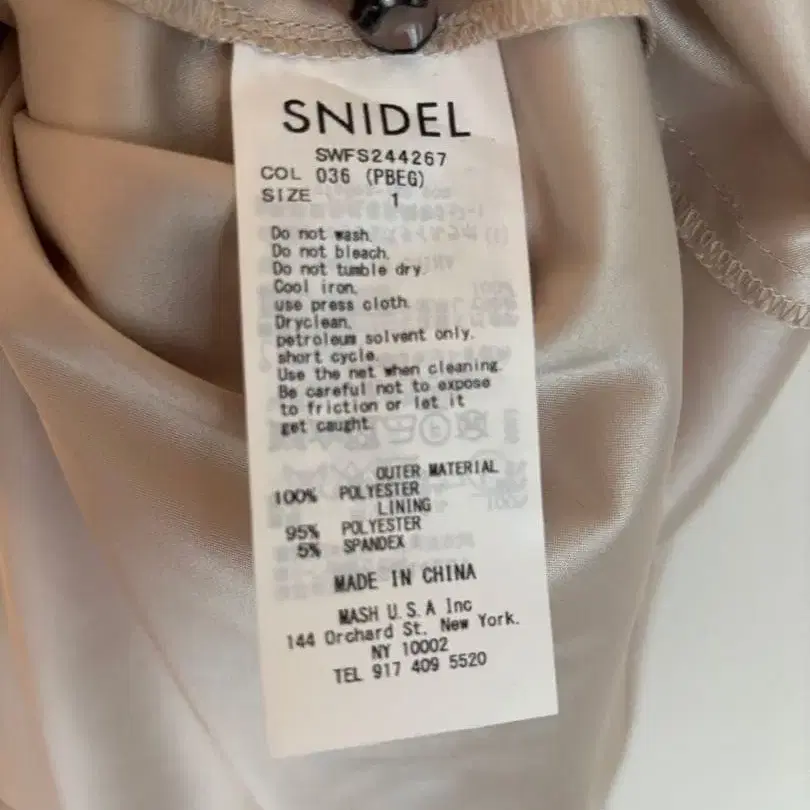 SNIDEL
SWFS244267
COL 036 (PBEG)
SIZE 1
Do not wash.
Do not bleach.
Do not tumble dry.
Cool iron.
use press cloth.
Dryclean.
petroleum solvent only.
short cycle.
Use the net when cleaning.
Be careful not to expose
to friction or let it
get caught.
OUTER MATERIAL
100% POLYESTER
LINING
95% POLYESTER
5% SPANDEX
MADE IN CHINA
MASH U.S.A Inc
144 Orchard St. New York.
NY 10002
TEL 917 409 5520